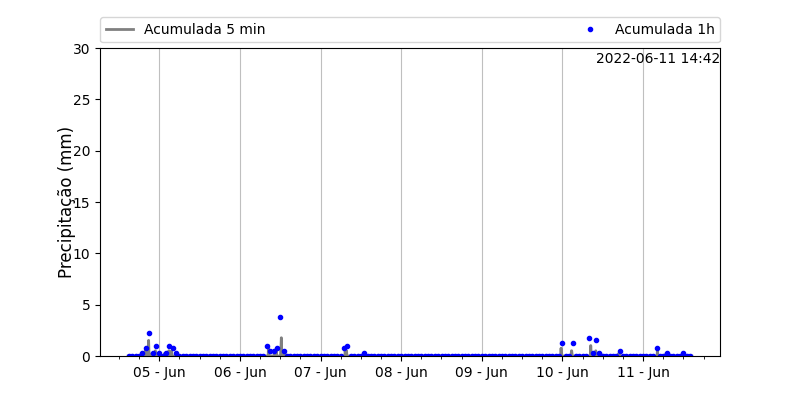 Acumulada 5 min Acumulada 1h
2022-06-11 14:42
Precipitação (mm)
30
25
20
15
10
5
0
05 - Jun 06 - Jun 07 - Jun 08 - Jun 09 - Jun 10 - Jun 11 - Jun